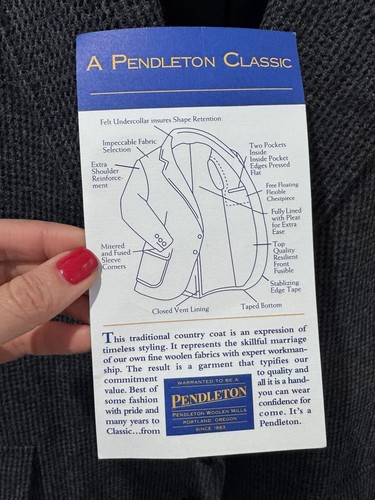 A PENDLETON CLASSIC
Felt Undercollar insures Shape Retention
Impeccable Fabric
Selection
Extra
Shoulder
Reinforce-
ment
Mitered
and Fused
Sleeve
Corners
Closed Vent Lining
Two Pockets
Inside
Inside Pocket
Edges Pressed
Flat
Free Floating
Flexible
Chestpiece
Fully Lined
with Pleat
for Extra
Ease
Top
Quality
Resilient
Front
Fusible
Stablizing
Edge Tape
Taped Bottom
This traditional country coat is an expression of
timeless styling. It represents the skillful marriage
of our own fine woolen fabrics with expert workman-
ship. The result is a garment that typifies our
commitment to quality and
value. Best of all it is a hand-
some fashion you can wear
with pride and confidence for
many years to come. It's a
Classic...from Pendleton.
WARRANTED TO BE A
PENDLETON
PENDLETON WOOLEN MILLS
PORTLAND, OREGON
SINCE 1863